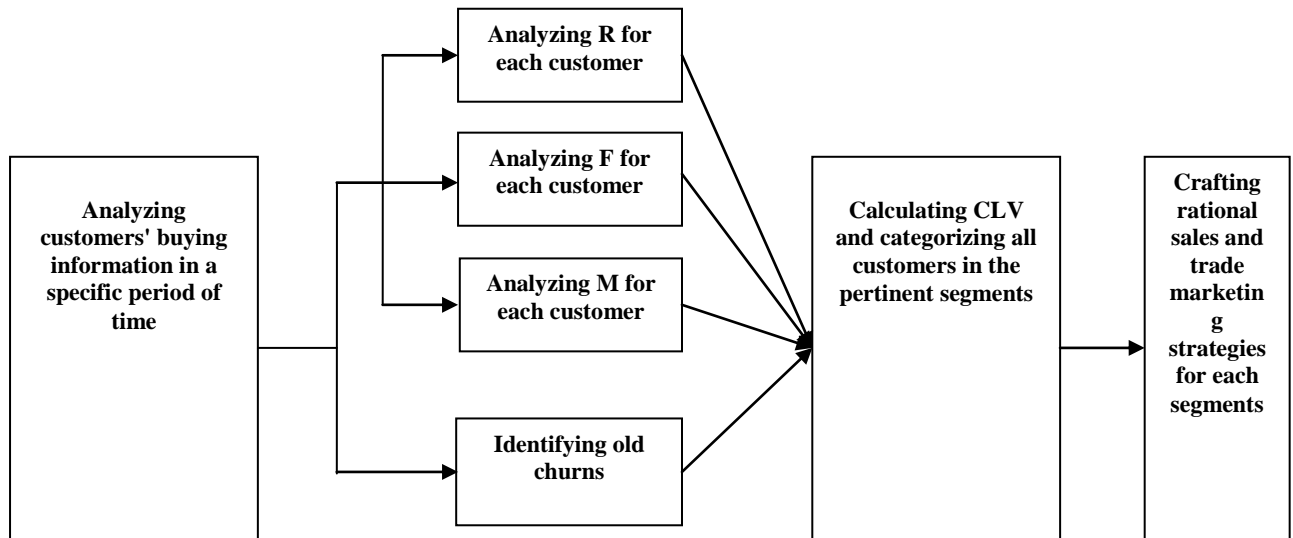 Analyzing
customers' buying
information in a
specific period of
time
Analyzing R for
each customer
Analyzing F for
each customer
Analyzing M for
each customer
Identifying old
churns
Calculating CLV
and categorizing all
customers in the
pertinent segments
Crafting
rational
sales and
trade
marketin
g
strategies
for each
segments